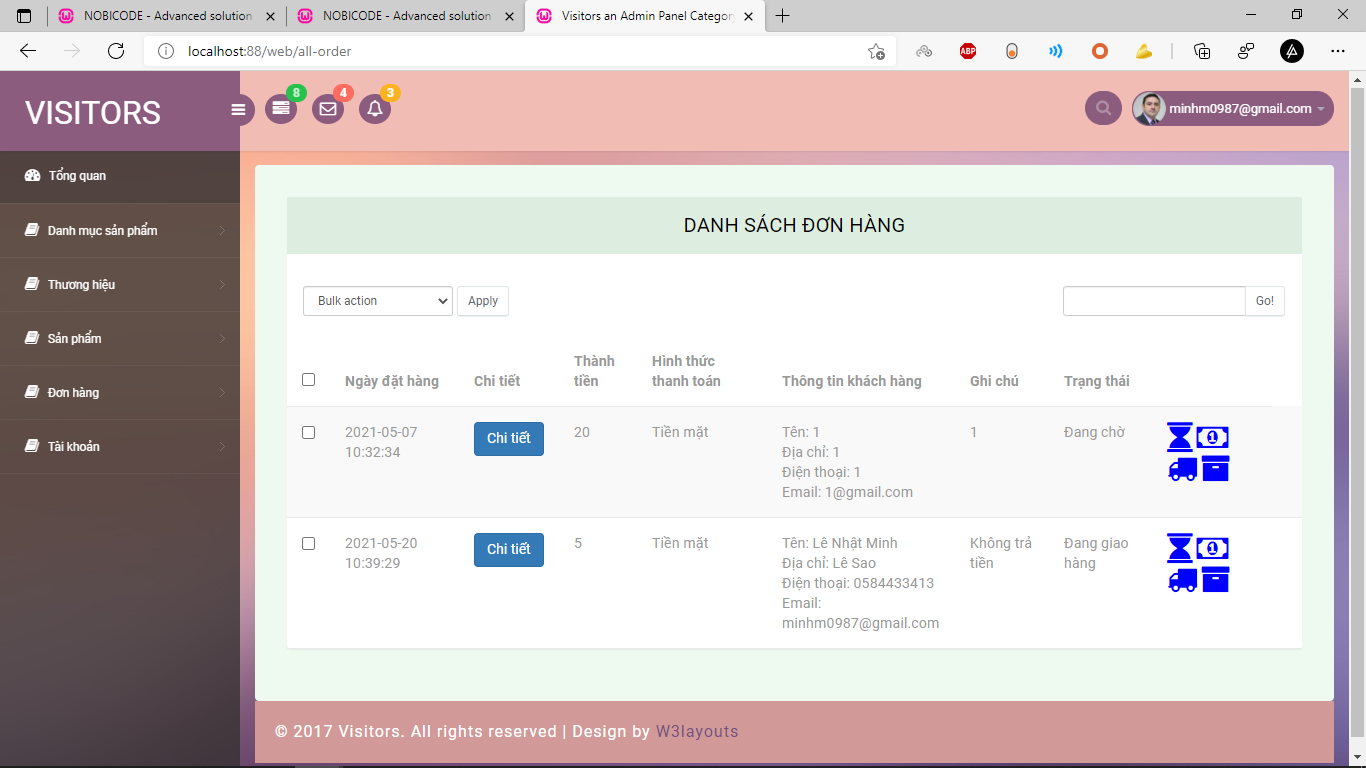 NOBICODE - Advanced solution
NOBICODE - Advanced solution
Visitors an Admin Panel Category
localhost:88/web/all-order
ABP
VISITORS
8
4
3
minhm0987@gmail.com
Tổng quan
Danh mục sản phẩm
Thương hiệu
Sản phẩm
Đơn hàng
Tài khoản
DANH SÁCH ĐƠN HÀNG
Bulk action
Apply
Go!
Ngày đặt hàng
Chi tiết
Thành
tiền
Hình thức
thanh toán
Thông tin khách hàng
Ghi chú
Trạng thái
2021-05-07
10:32:34
Chi tiết
20
Tiền mặt
Tên: 1
Địa chỉ: 1
Điện thoại: 1
Email: 1@gmail.com
1
Đang chờ
1
2021-05-20
10:39:29
Chi tiết
5
Tiền mặt
Tên: Lê Nhật Minh
Địa chỉ: Lê Sao
Điện thoại: 0584433413
Email:
minhm0987@gmail.com
Không trả
tiền
Đang giao
hàng
1
© 2017 Visitors. All rights reserved | Design by W3layouts